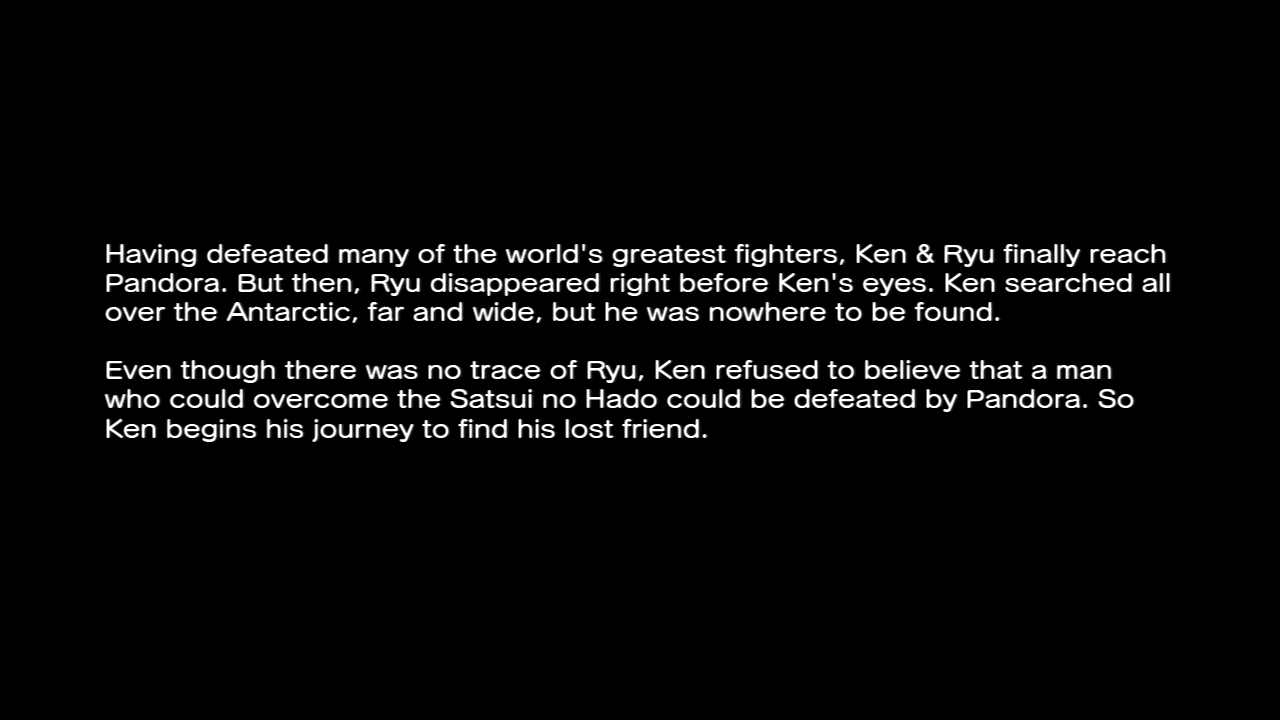 Having defeated many of the world's greatest fighters, Ken & Ryu finally reach
Pandora. But then, Ryu disappeared right before Ken's eyes. Ken searched all
over the Antarctic, far and wide, but he was nowhere to be found.
Even though there was no trace of Ryu, Ken refused to believe that a man
who could overcome the Satsui no Hado could be defeated by Pandora. So
Ken begins his journey to find his lost friend.